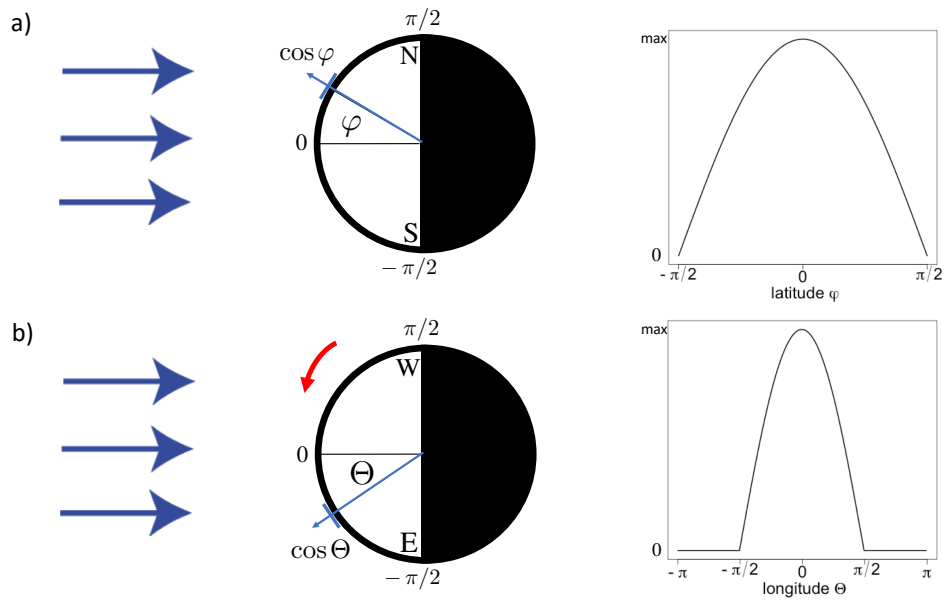 a)
π/2
N
cos φ
φ
0
S
− π/2
max
0
- π/2
0
π/2
latitude φ
b)
π/2
W
0
Θ
cos Θ
E
− π/2
max
0
- π
- π/2
0
π/2
π
longitude Θ